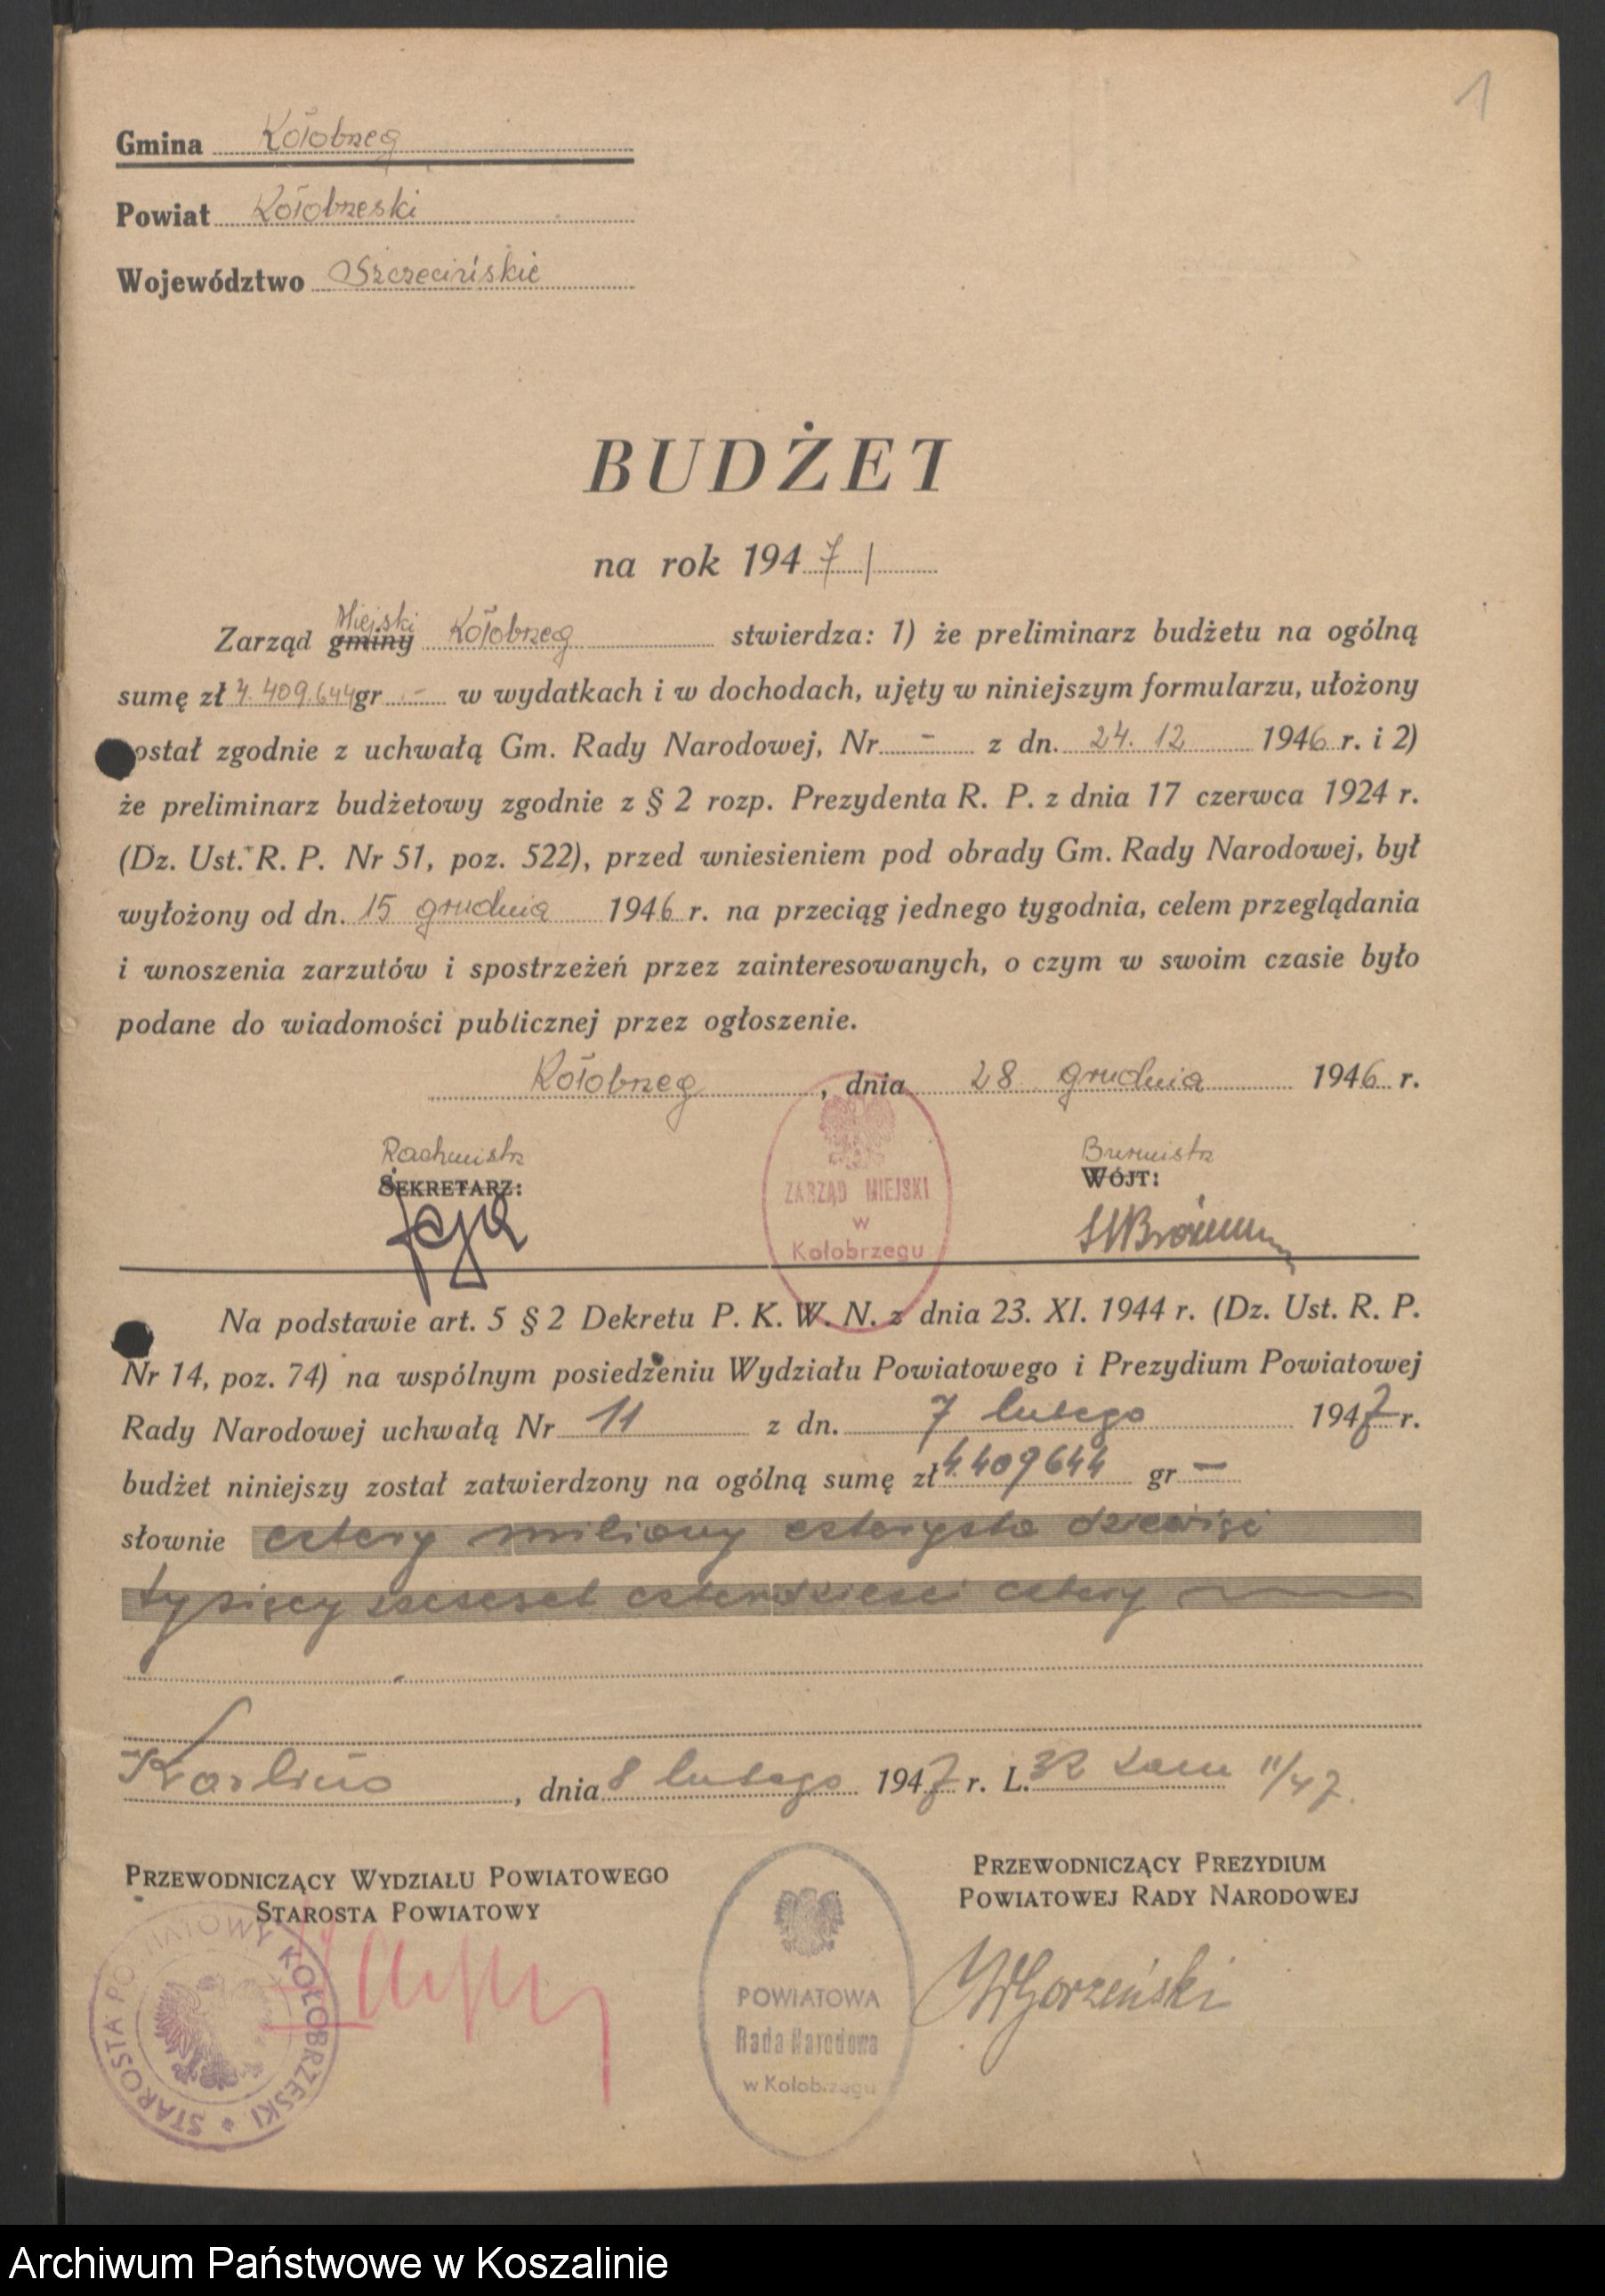 1
Gmina Kołobrzeg
Powiat Kołobrzeski
Województwo Szczecińskie
BUDŻET
na rok 1947
Miejski
Zarząd gminy Kołobrzeg stwierdza: 1) że preliminarz budżetu na ogólną
sumę zł 4.409.644 gr .- w wydatkach i w dochodach, ujęty w niniejszym formularzu, ułożony
ostał zgodnie z uchwałą Gm. Rady Narodowej, Nr - z dn. 24. 12 1946 r. i 2)
że preliminarz budżetowy zgodnie z § 2 rozp. Prezydenta R. P. z dnia 17 czerwca 1924 r.
(Dz. Ust. R. P. Nr 51, poz. 522), przed wniesieniem pod obrady Gm. Rady Narodowej, był
wyłożony od dn. 15 grudnia 1946 r. na przeciąg jednego tygodnia, celem przeglądania
i wnoszenia zarzutów i spostrzeżeń przez zainteresowanych, o czym w swoim czasie było
podane do wiadomości publicznej przez ogłoszenie.
Kołobrzeg, dnia 28 grudnia 1946 r.
Rachmistrz
SEKRETARZ:
Burmistrz
WÓJT:
ZARZĄD MIEJSKI
w
Kołobrzegu
Na podstawie art. 5 § 2 Dekretu P. K. W. N. z dnia 23. XI. 1944 r. (Dz. Ust. R. P.
Nr 14, poz. 74) na wspólnym posiedzeniu Wydziału Powiatowego i Prezydium Powiatowej
Rady Narodowej uchwałą Nr 11 z dn. 7 lutego 1947 r.
budżet niniejszy został zatwierdzony na ogólną sumę zł 4.409644 gr —
słownie cztery miliony czterysta dziewięć
tysięcy sześćset czterdzieści cztery
Karlino, dnia 8 lutego 1947 r. L. 32 11/47.
PRZEWODNICZĄCY WYDZIAŁU POWIATOWEGO
STAROSTA POWIATOWY
PRZEWODNICZĄCY PREZYDIUM
POWIATOWEJ RADY NARODOWEJ
STAROSTA POWIATOWY KOŁOBRZESKI
POWIATOWA
Rada Narodowa
w Kołobrzegu
WGorzeński
Archiwum Państwowe w Koszalinie